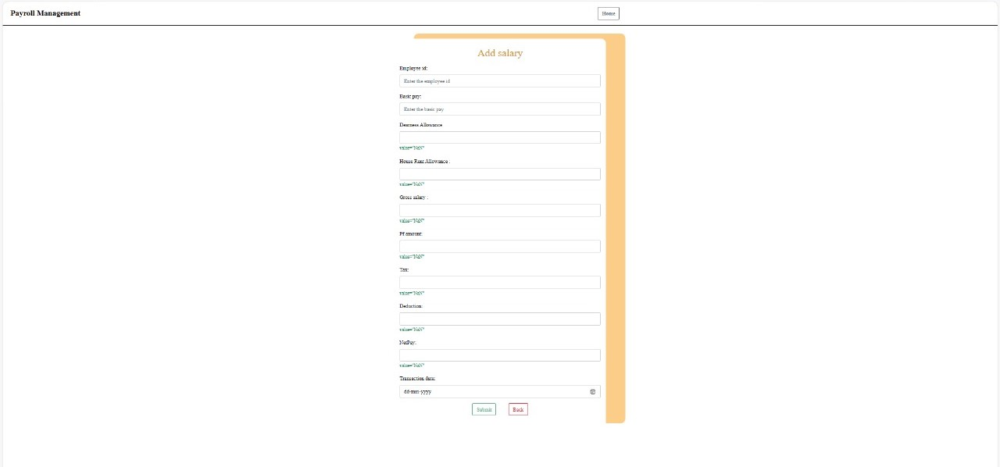 Payroll Management
Home
Add salary
Employee id:
Enter the employee id
Basic pay:
Enter the basic pay
Dearness Allowance
value="NaN"
House Rent Allowance :
value="NaN"
Gross salary :
value="NaN"
Pf amount:
value="NaN"
Tax:
value="NaN"
Deduction:
value="NaN"
NetPay:
value="NaN"
Transaction date:
dd-mm-yyyy
Submit Back